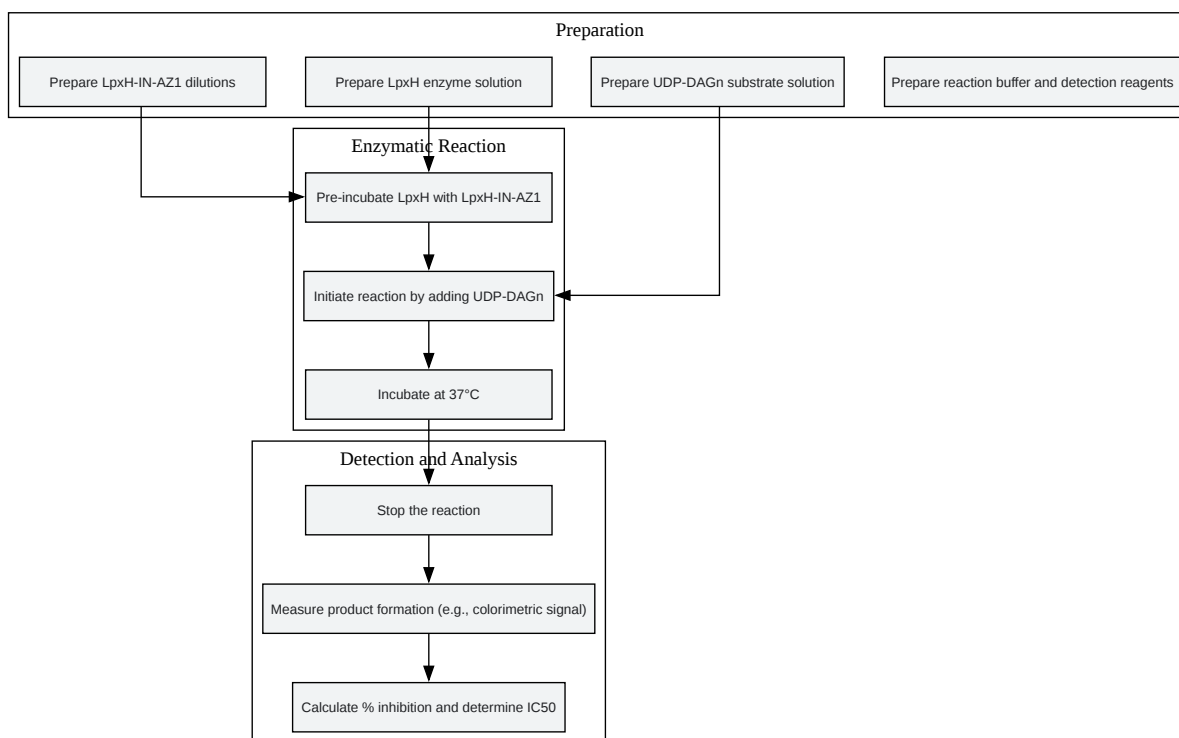 Preparation
Prepare LpxH-IN-AZ1 dilutions
Prepare LpxH enzyme solution
Prepare UDP-DAGn substrate solution
Prepare reaction buffer and detection reagents
Enzymatic Reaction
Pre-incubate LpxH with LpxH-IN-AZ1
Initiate reaction by adding UDP-DAGn
Incubate at 37°C
Detection and Analysis
Stop the reaction
Measure product formation (e.g., colorimetric signal)
Calculate % inhibition and determine IC50